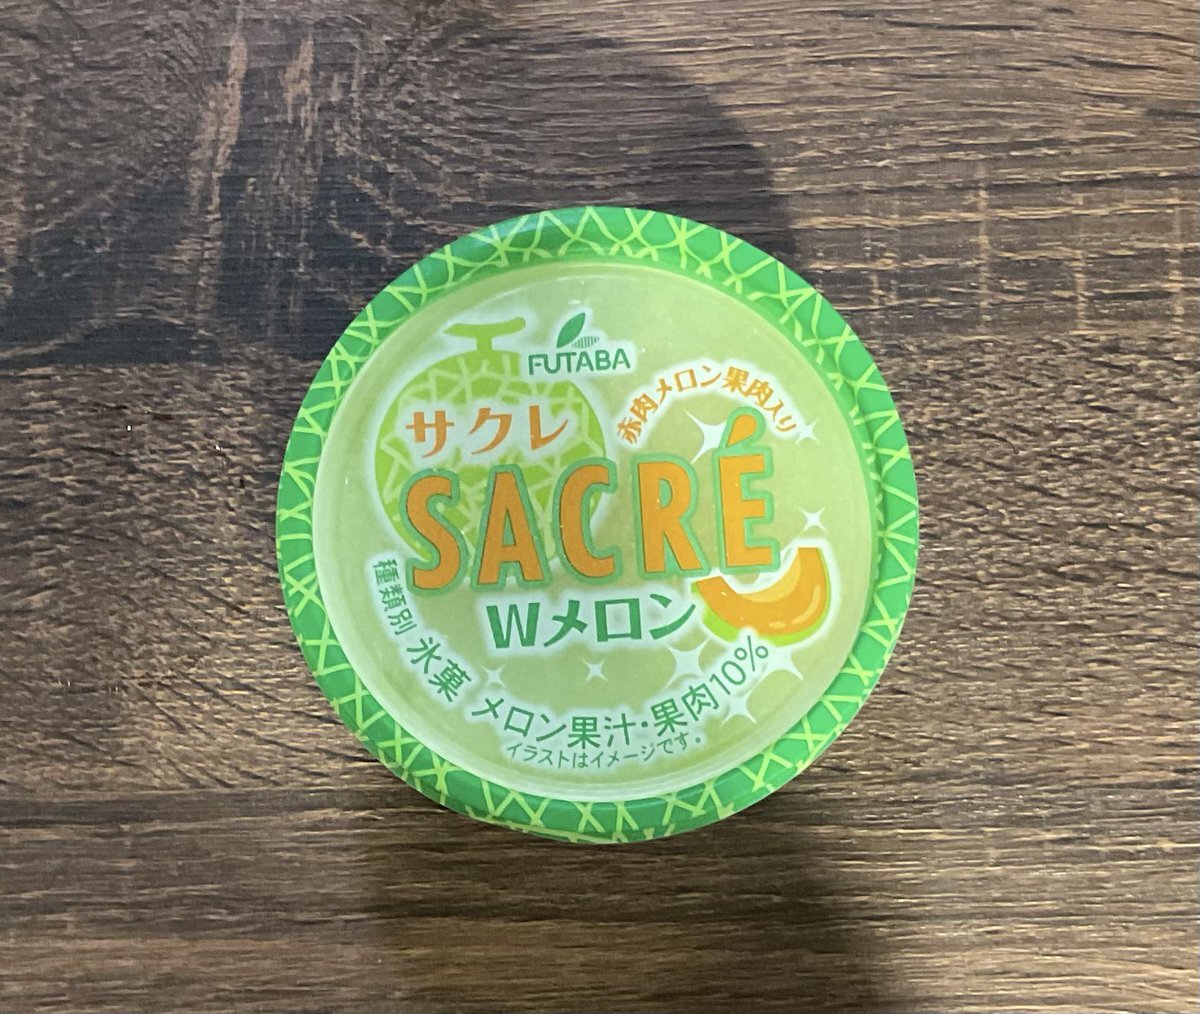 FUTABA
サクレ
赤肉メロン果肉入り
SACRÉ
Wメロン
種類別 氷菓 メロン果汁・果肉10%
イラストはイメージです。